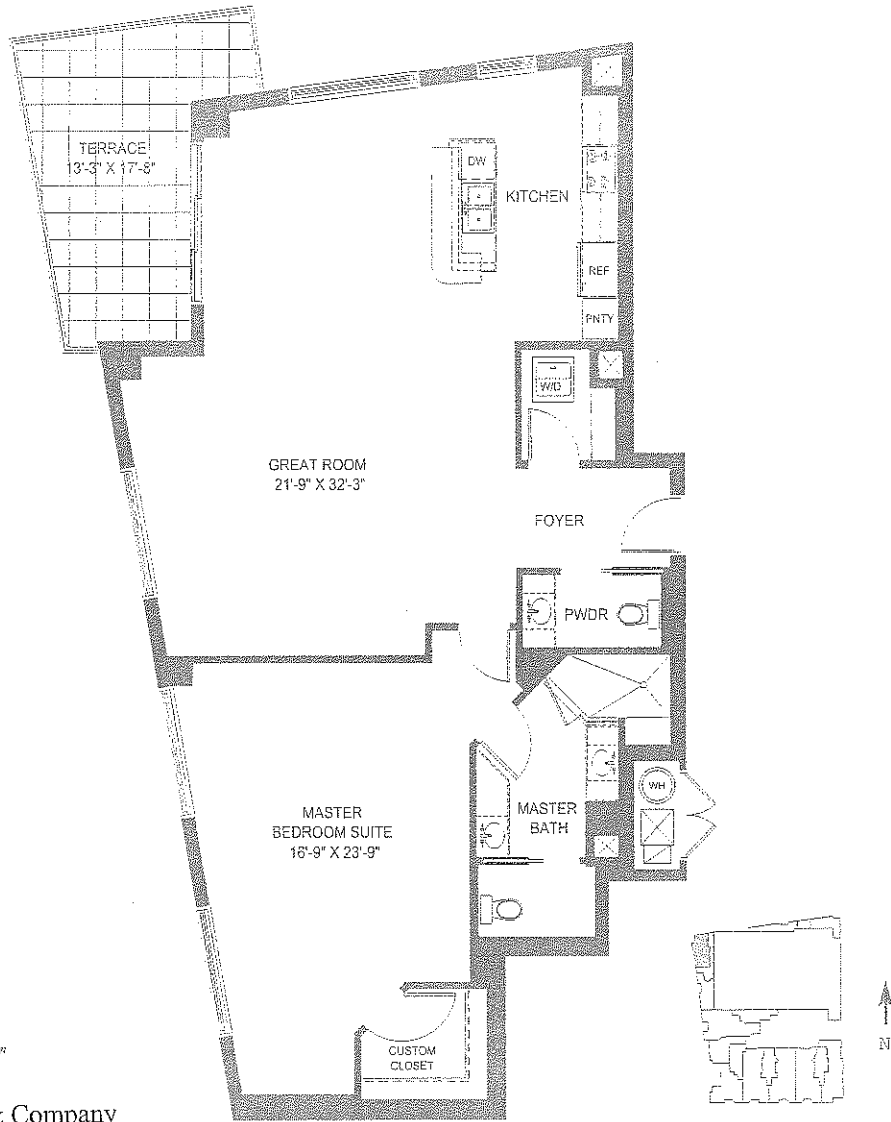 TERRACE
13'-3" X 17'-8"
DW
KITCHEN
REF
PNTY
W/D
GREAT ROOM
21'-9" X 32'-3"
FOYER
PWDR
MASTER
BEDROOM SUITE
16'-9" X 23'-9"
WH
MASTER
BATH
CUSTOM
CLOSET
N
Company